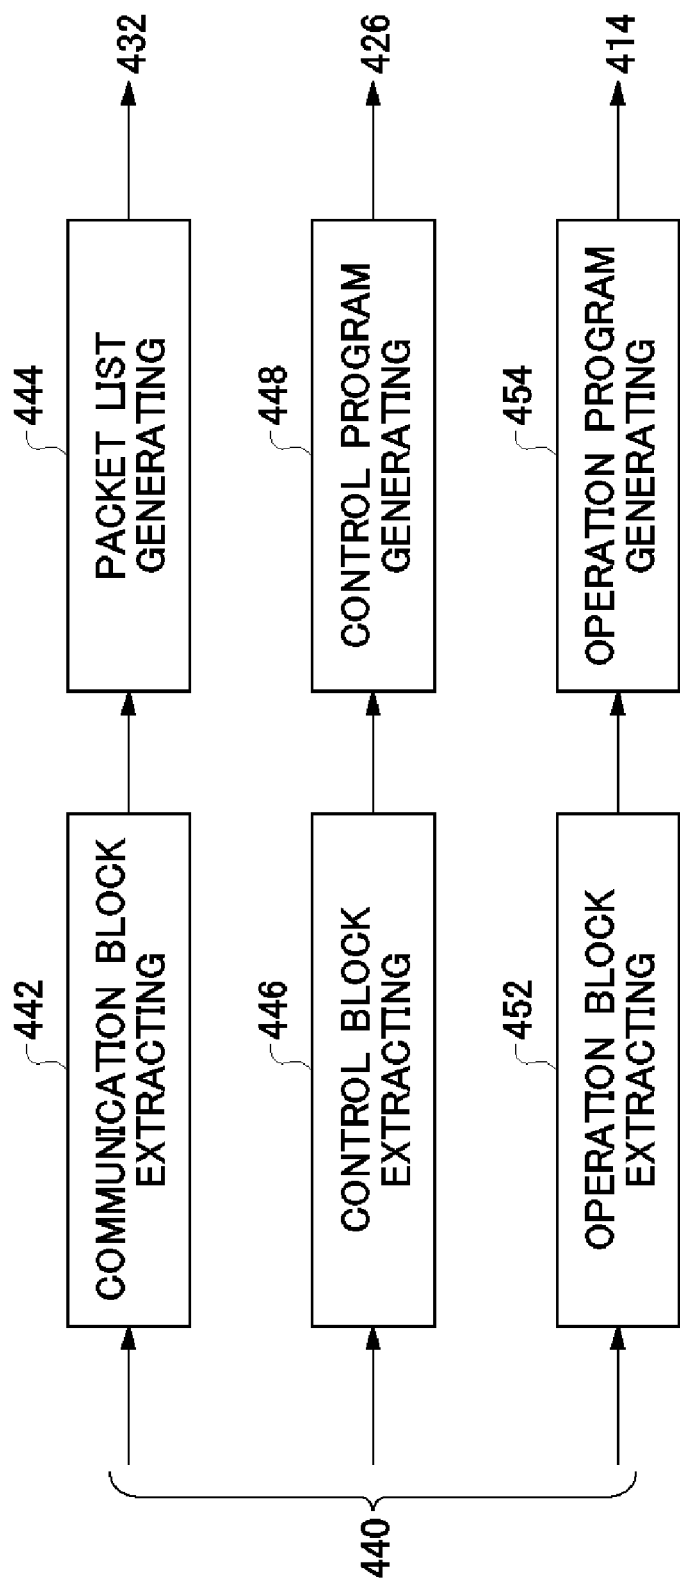 440
442
COMMUNICATION BLOCK
EXTRACTING
444
PACKET LIST
GENERATING
432
446
CONTROL BLOCK
EXTRACTING
448
CONTROL PROGRAM
GENERATING
426
452
OPERATION BLOCK
EXTRACTING
454
OPERATION PROGRAM
GENERATING
414